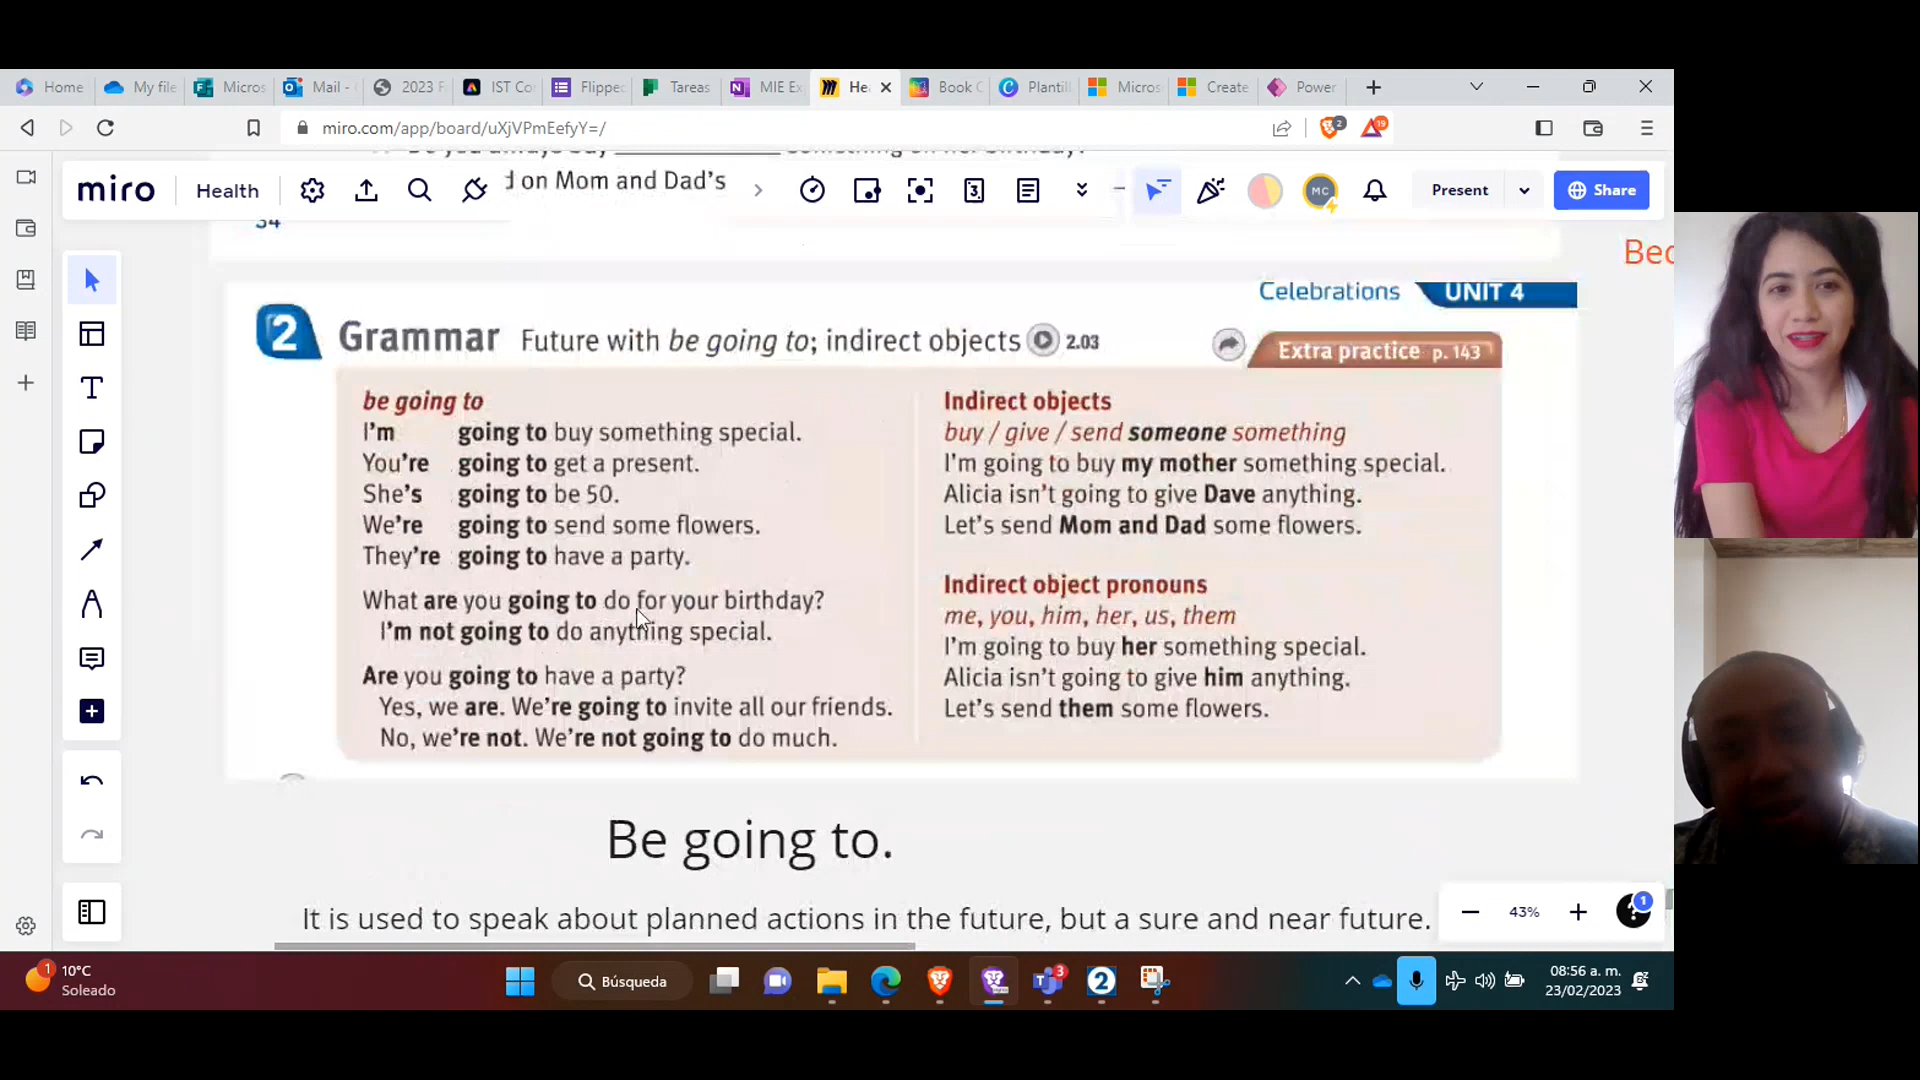 Home
My file
Micros
Mail -
2023 F
IST Co
Flippe
Tareas
MIE Ex
He
Book C
Plantil
Micros
Create
Power
miro.com/app/board/uXjVPmEefyY=/
2
19
miro
Health
d on Mom and Dad's
3
MC
Present
Share
34
Bec
Celebrations UNIT 4
2 Grammar Future with be going to; indirect objects 2.03
Extra practice p. 143
be going to
I'm going to buy something special.
You're going to get a present.
She's going to be 50.
We're going to send some flowers.
They're going to have a party.
What are you going to do for your birthday?
I'm not going to do anything special.
Are you going to have a party?
Yes, we are. We're going to invite all our friends.
No, we're not. We're not going to do much.
Indirect objects
buy / give / send someone something
I'm going to buy my mother something special.
Alicia isn't going to give Dave anything.
Let's send Mom and Dad some flowers.
Indirect object pronouns
me, you, him, her, us, them
I'm going to buy her something special.
Alicia isn't going to give him anything.
Let's send them some flowers.
Be going to.
It is used to speak about planned actions in the future, but a sure and near future.
43%
1
1
10°C
Soleado
Búsqueda
3
2
08:56 a. m.
23/02/2023